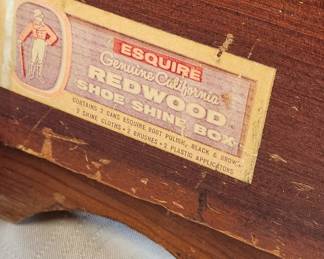 ESQUIRE
Genuine California
REDWOOD
SHOE SHINE BOX
CONTAINS 2 CANS ESQUIRE BOOT POLISH, BLACK & BROWN
2 SHINE CLOTHS • 2 BRUSHES • 2 PLASTIC APPLICATORS